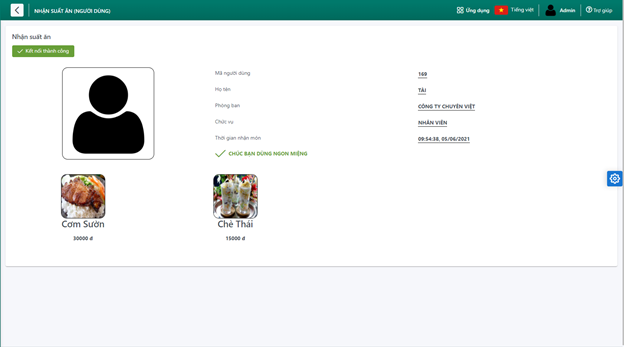 NHẬN SUẤT ĂN (NGƯỜI DÙNG)
Ứng dụng
Tiếng việt
Admin
Trợ giúp
Nhận suất ăn
Kết nối thành công
Mã người dùng
169
Họ tên
TÀI
Phòng ban
CÔNG TY CHUYÊN VIỆT
Chức vụ
NHÂN VIÊN
Thời gian nhận món
09:54:38, 05/06/2021
CHÚC BẠN DÙNG NGON MIỆNG
Cơm Sườn
Chè Thái
30000 đ
15000 đ